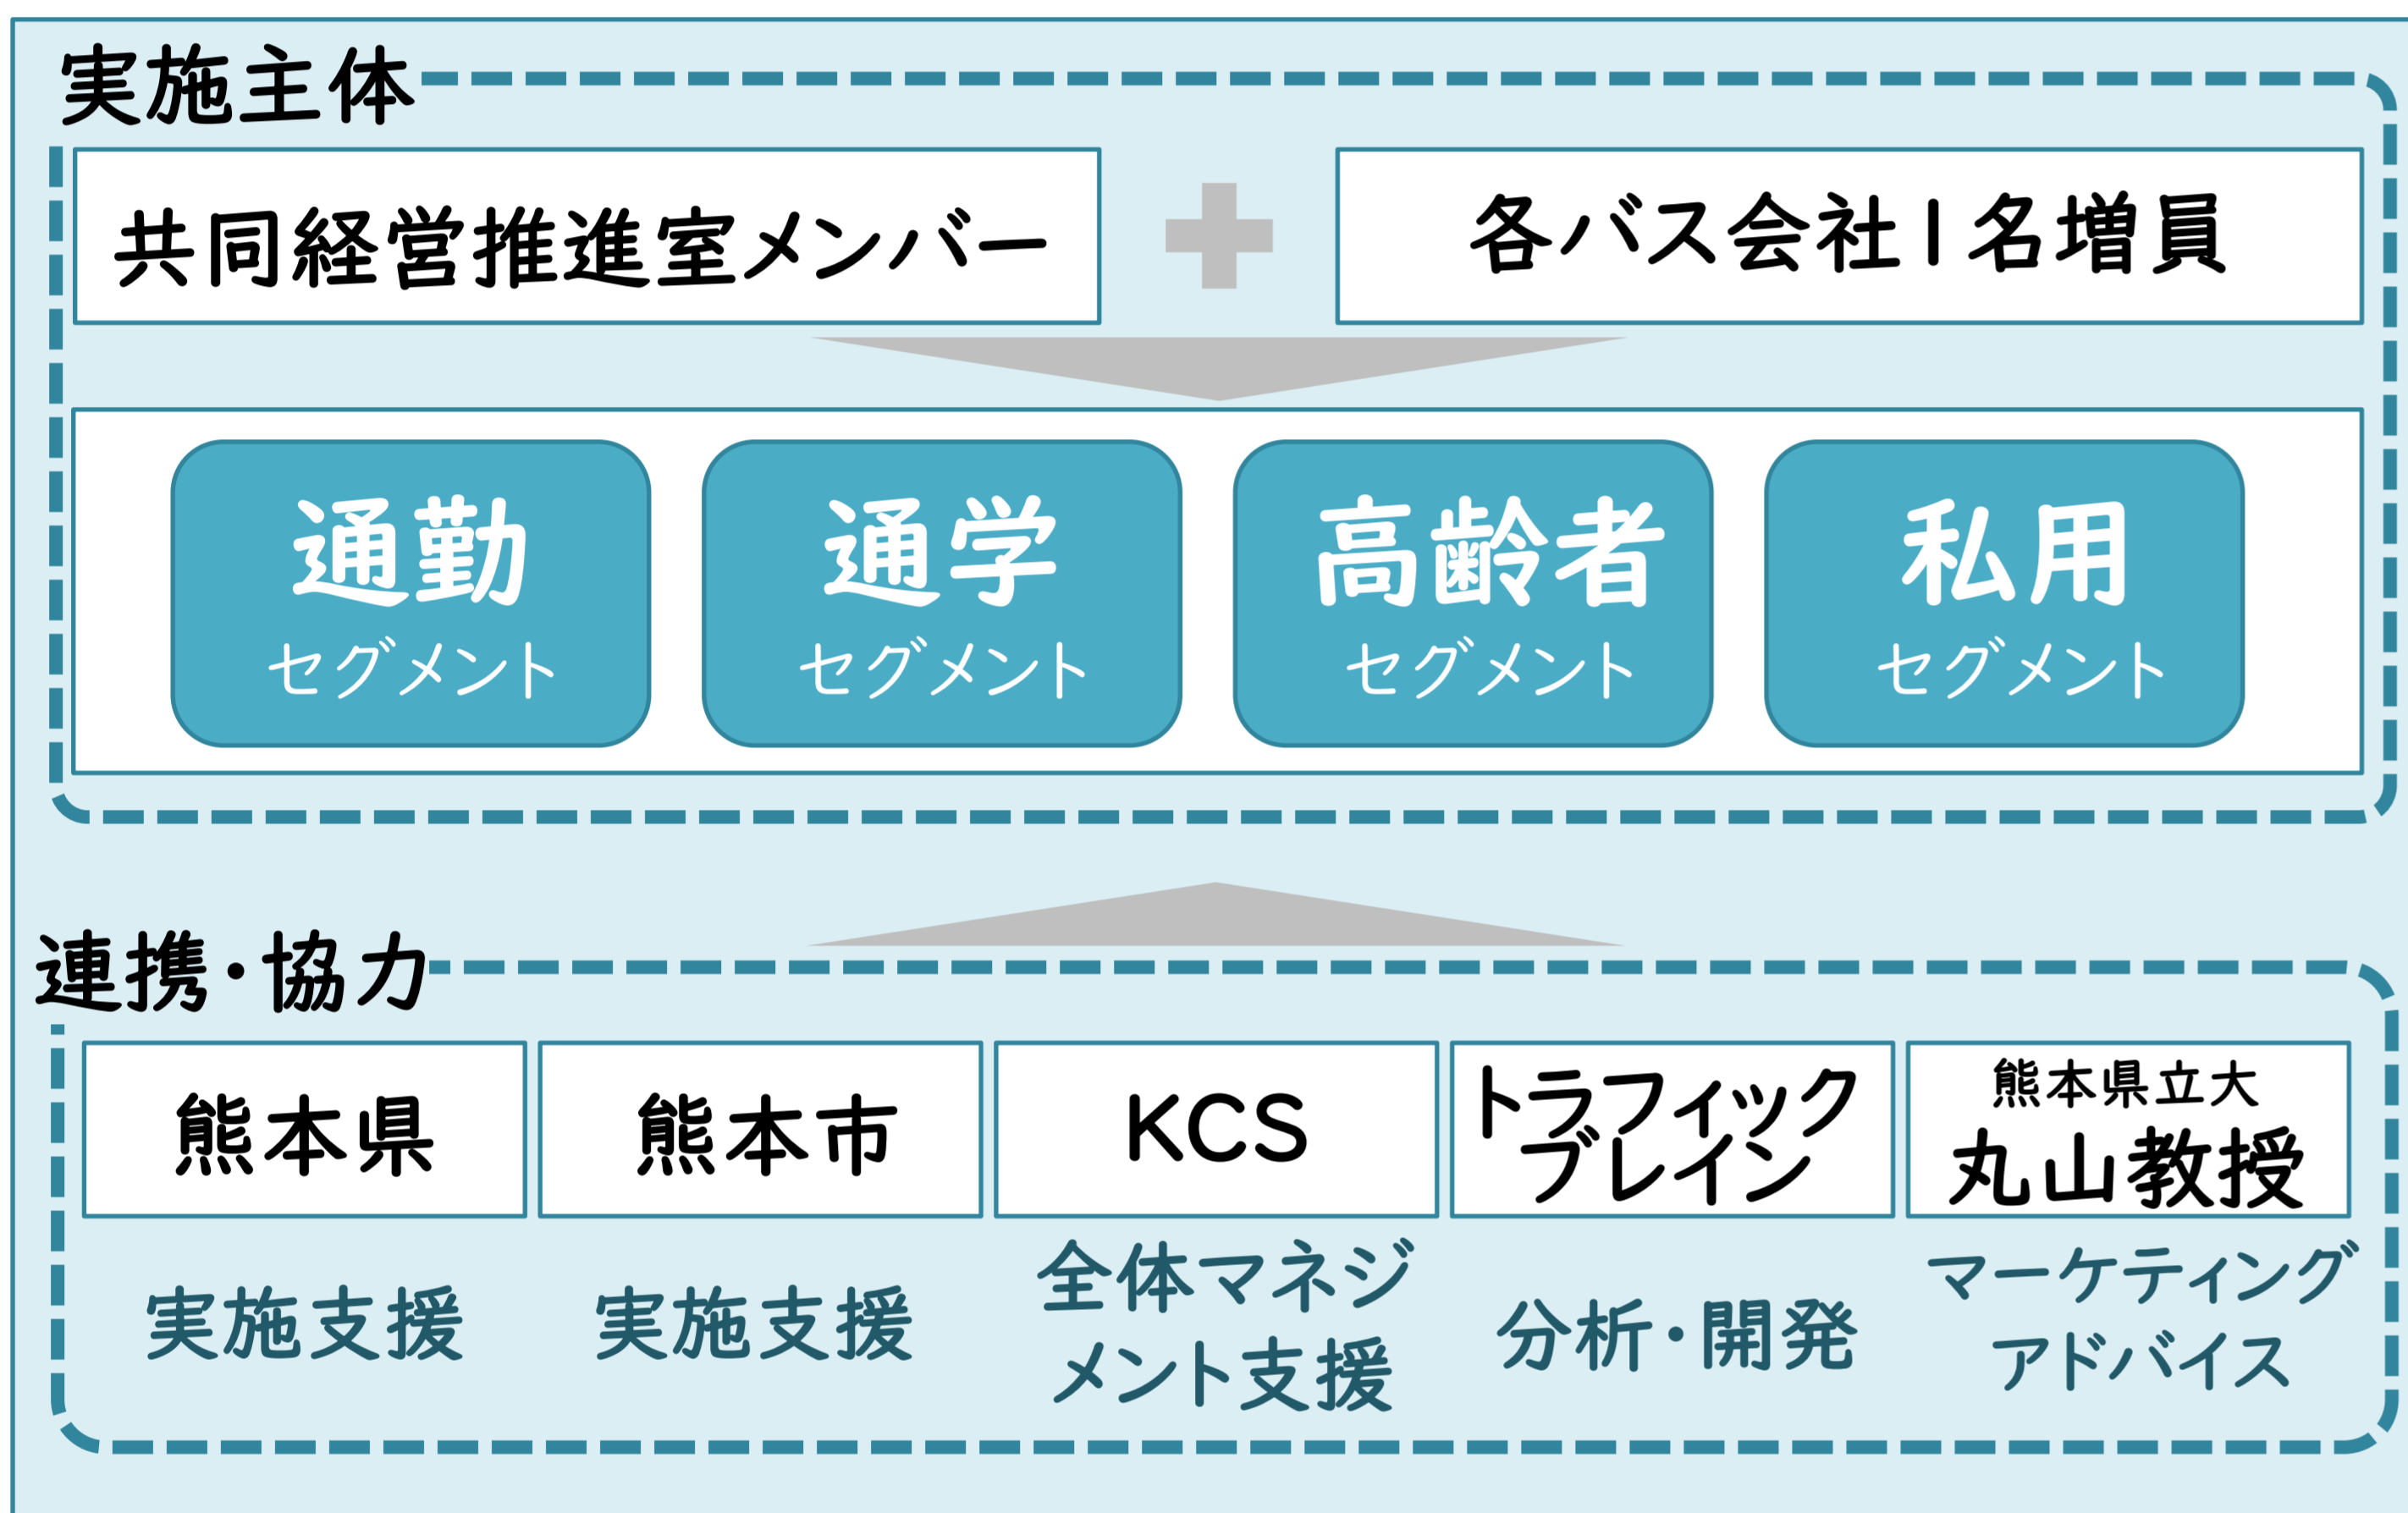 実施主体
共同経営推進室メンバー
各バス会社1名増員
通勤
セグメント
通学
セグメント
高齢者
セグメント
私用
セグメント
連携・協力
熊本県
実施支援
熊本市
実施支援
KCS
全体マネジ
メント支援
トラフィック
ブレイン
分析・開発
熊本県立大
丸山教授
マーケティング
アドバイス